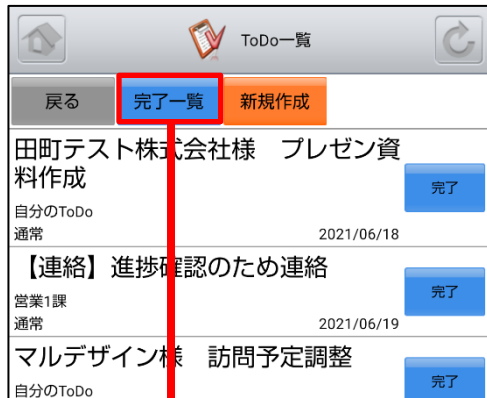 ToDo一覧
戻る 完了一覧 新規作成
田町テスト株式会社様　プレゼン資
料作成
完了
自分のToDo
通常 2021/06/18
【連絡】進捗確認のため連絡
完了
営業1課
通常 2021/06/19
マルデザイン様　訪問予定調整
完了
自分のToDo